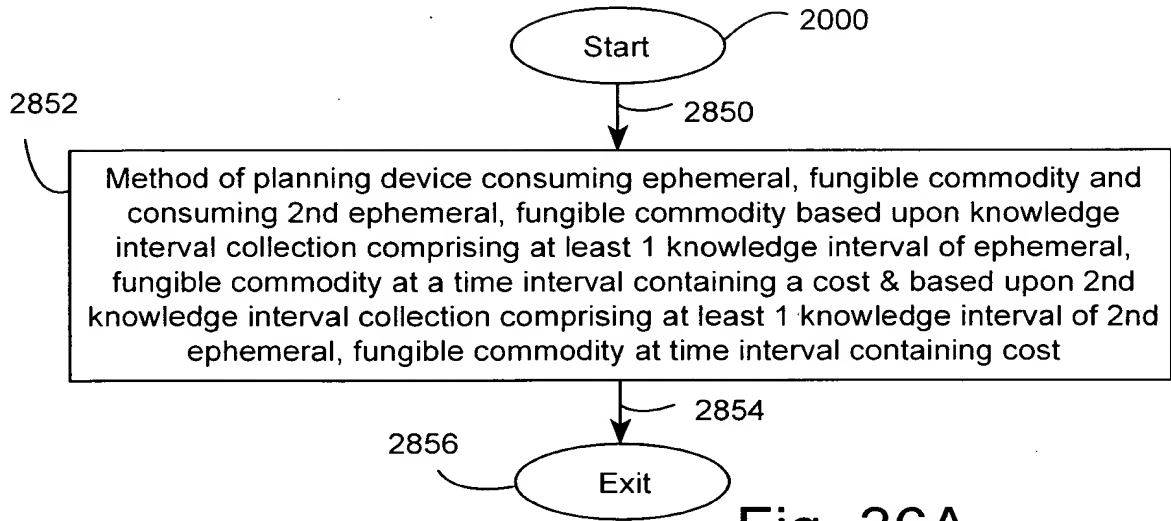 2000
Start
2850
2852
Method of planning device consuming ephemeral, fungible commodity and
consuming 2nd ephemeral, fungible commodity based upon knowledge
interval collection comprising at least 1 knowledge interval of ephemeral,
fungible commodity at a time interval containing a cost & based upon 2nd
knowledge interval collection comprising at least 1 knowledge interval of 2nd
ephemeral, fungible commodity at time interval containing cost
2854
2856
Exit
Fig. 26A